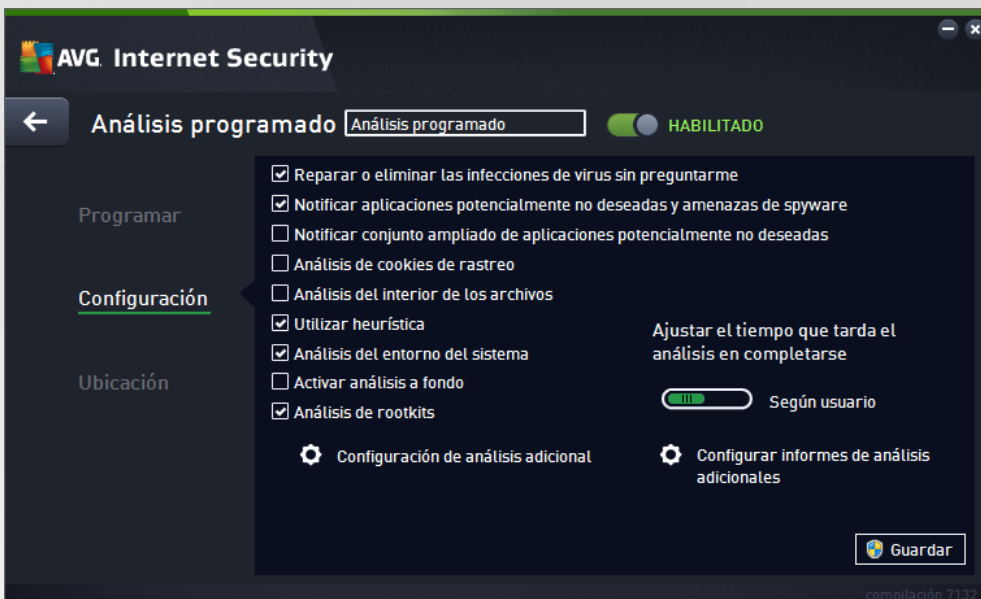 AVG. Internet Security
Análisis programado
Análisis programado
HABILITADO
Programar
Configuración
Ubicación
Reparar o eliminar las infecciones de virus sin preguntarme
Notificar aplicaciones potencialmente no deseadas y amenazas de spyware
Notificar conjunto ampliado de aplicaciones potencialmente no deseadas
Análisis de cookies de rastreo
Análisis del interior de los archivos
Utilizar heurística
Análisis del entorno del sistema
Activar análisis a fondo
Análisis de rootkits
Ajustar el tiempo que tarda el
análisis en completarse
Según usuario
Configuración de análisis adicional
Configurar informes de análisis
adicionales
Guardar
compilación 7132